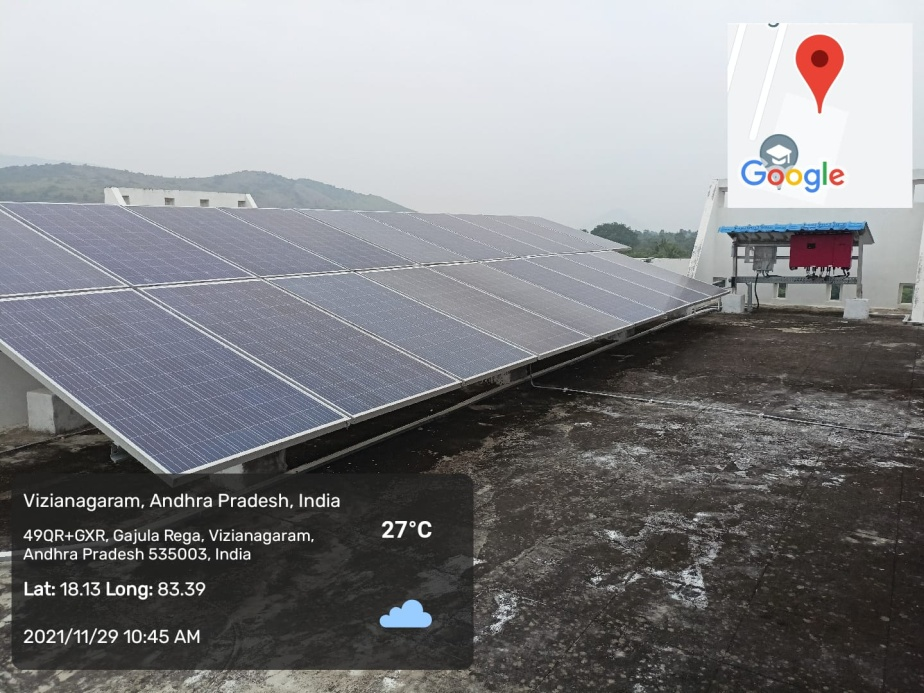 Google
Vizianagaram, Andhra Pradesh, India
49QR+GXR, Gajula Rega, Vizianagaram,
Andhra Pradesh 535003, India
27°C
Lat: 18.13 Long: 83.39
2021/11/29 10:45 AM